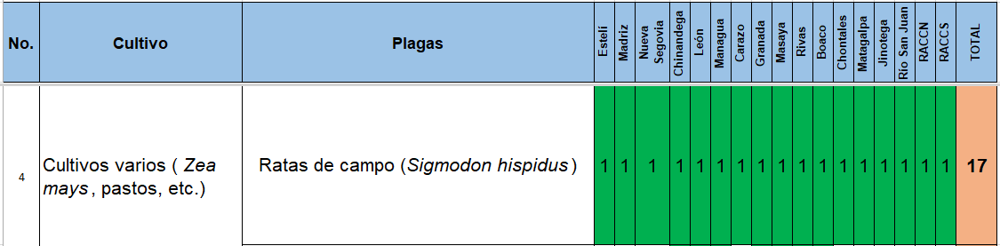 No.
Cultivo
Plagas
Estelí
Madriz
Nueva
Segovia
Chinandega
León
Managua
Carazo
Granada
Masaya
Rivas
Boaco
Chontales
Matagalpa
Jinotega
Río San Juan
RACCN
RACCS
TOTAL
4
Cultivos varios ( Zea
mays , pastos, etc.)
Ratas de campo (Sigmodon hispidus )
1 1 1 1 1 1 1 1 1 1 1 1 1 1 1 1 1 17